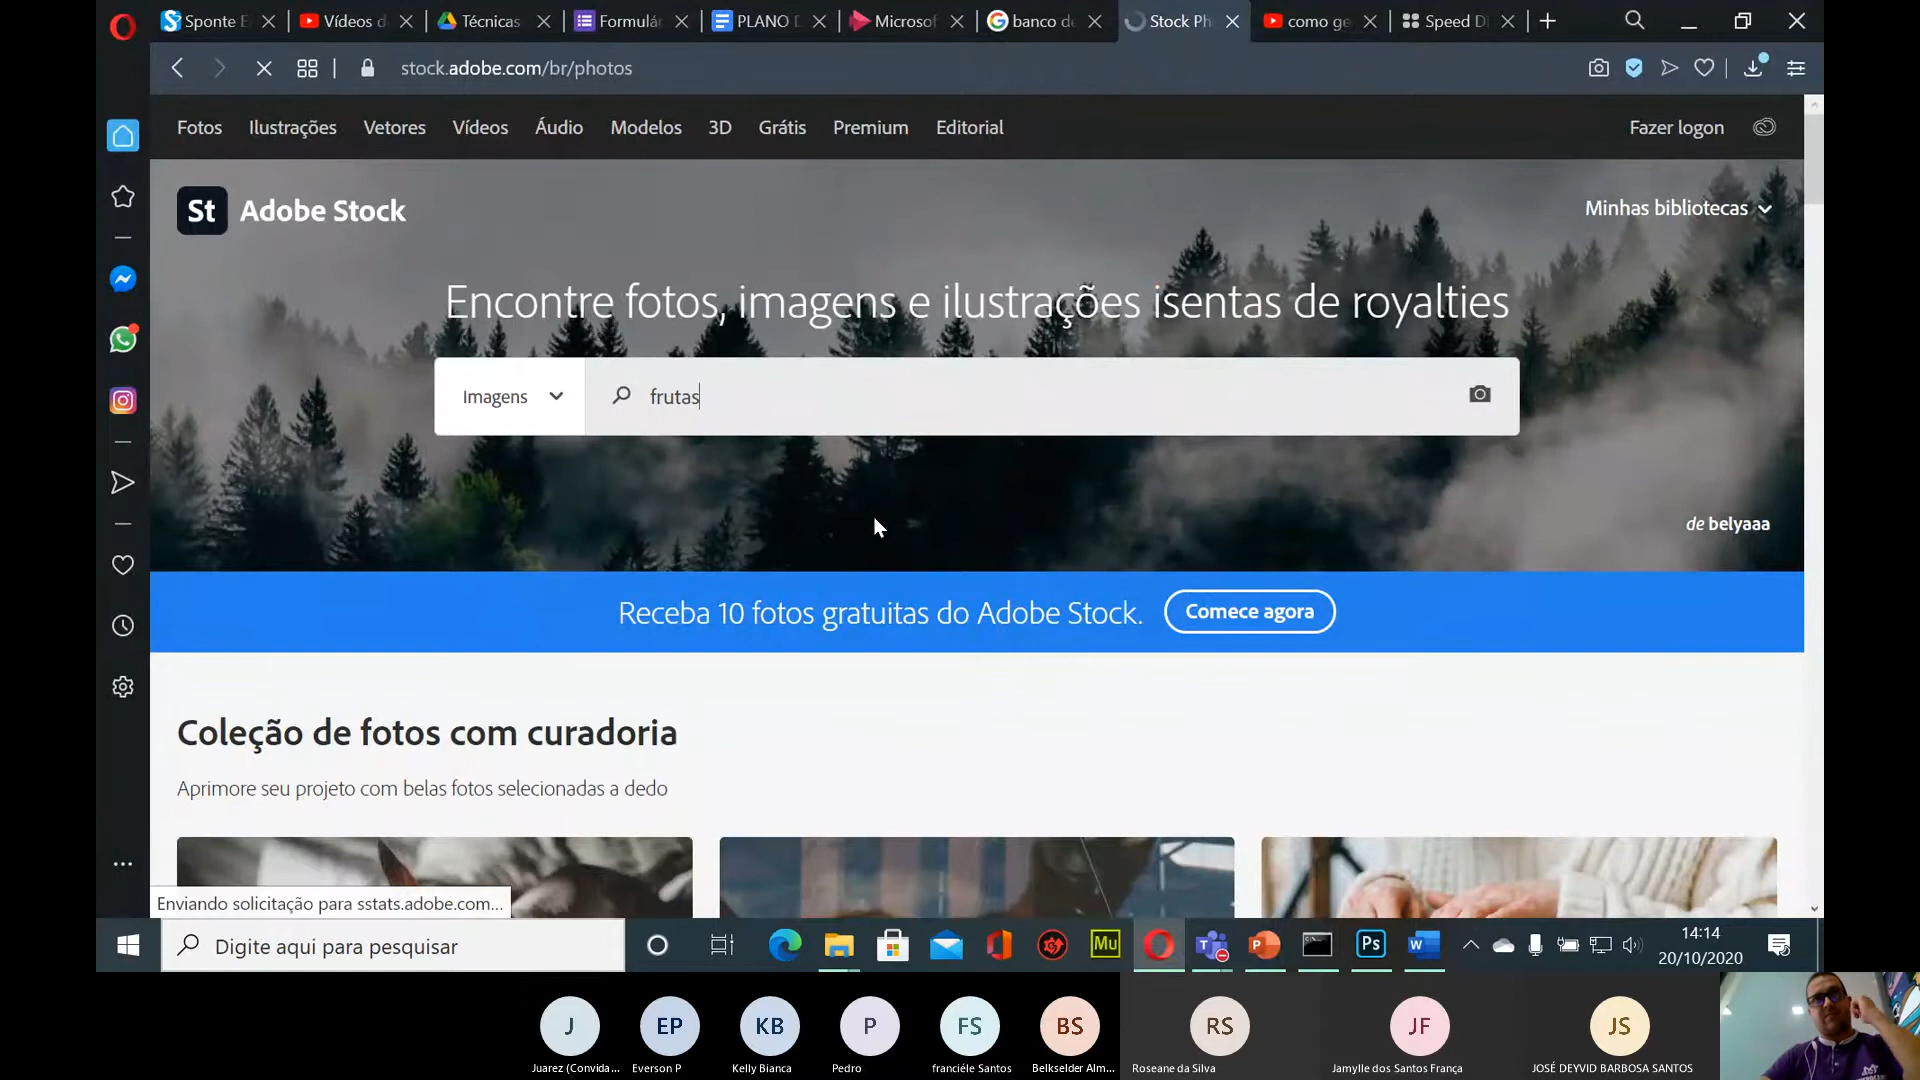 Sponte E
Vídeos d
Técnicas
Formulár
PLANO D
Microsof
banco de
Stock Ph
como ge
Speed Di
stock.adobe.com/br/photos
Fotos Ilustrações Vetores Vídeos Áudio Modelos 3D Grátis Premium Editorial Fazer logon
St Adobe Stock Minhas bibliotecas
Encontre fotos, imagens e ilustrações isentas de royalties
Imagens frutas
de belyaaa
Receba 10 fotos gratuitas do Adobe Stock. Comece agora
Coleção de fotos com curadoria
Aprimore seu projeto com belas fotos selecionadas a dedo
Enviando solicitação para sstats.adobe.com...
Digite aqui para pesquisar
Mu
Ps
14:14
20/10/2020
J EP KB P FS BS RS JF JS
Juarez (Convida... Everson P Kelly Bianca Pedro franciéle Santos Belkselder Alm... Roseane da Silva Jamylle dos Santos França JOSÉ DEYVID BARBOSA SANTOS